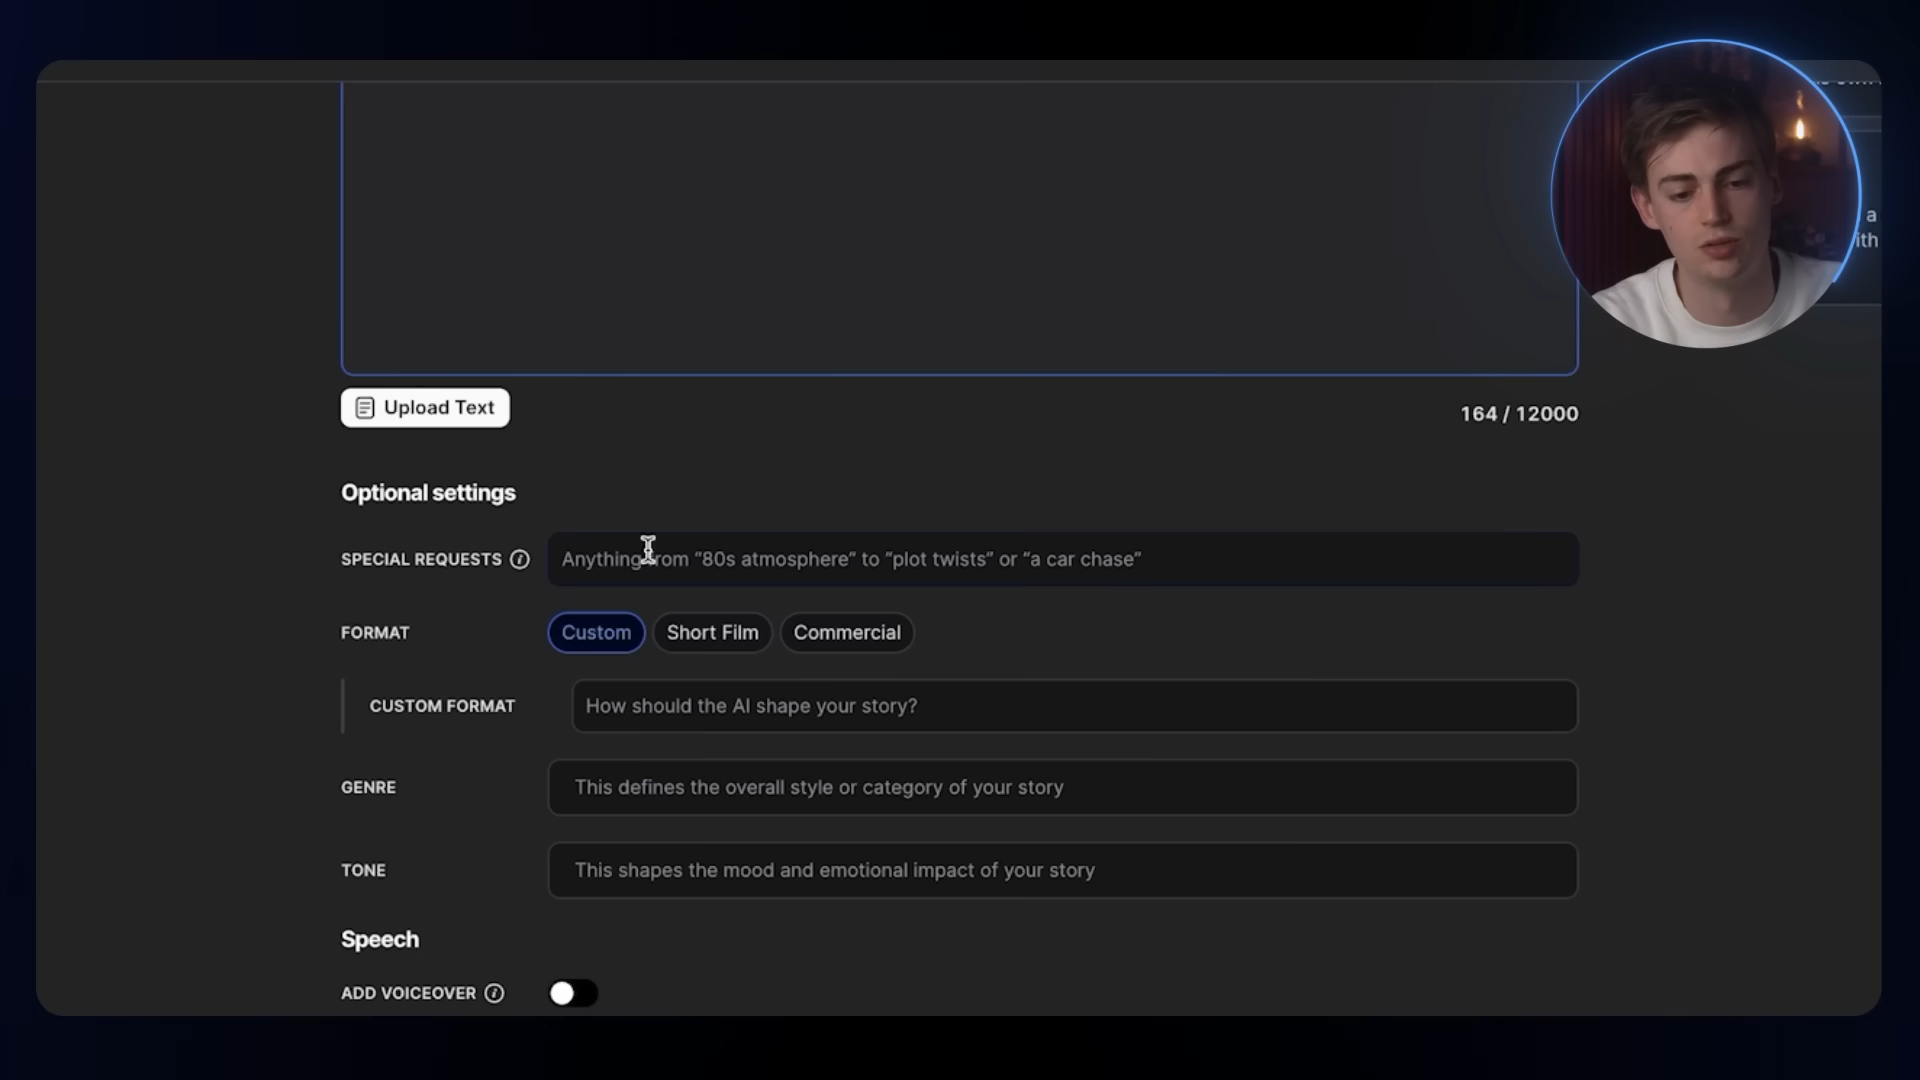 a
ith
Upload Text
164 / 12000
Optional settings
SPECIAL REQUESTS
Anything from “80s atmosphere” to “plot twists” or “a car chase”
FORMAT
Custom
Short Film
Commercial
CUSTOM FORMAT
How should the AI shape your story?
GENRE
This defines the overall style or category of your story
TONE
This shapes the mood and emotional impact of your story
Speech
ADD VOICEOVER